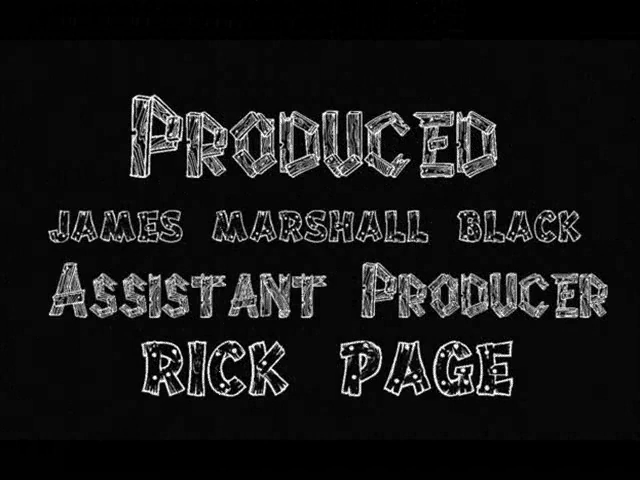 PRODUCED
JAMES MARSHALL BLACK
ASSISTANT PRODUCER
RICK PAGE